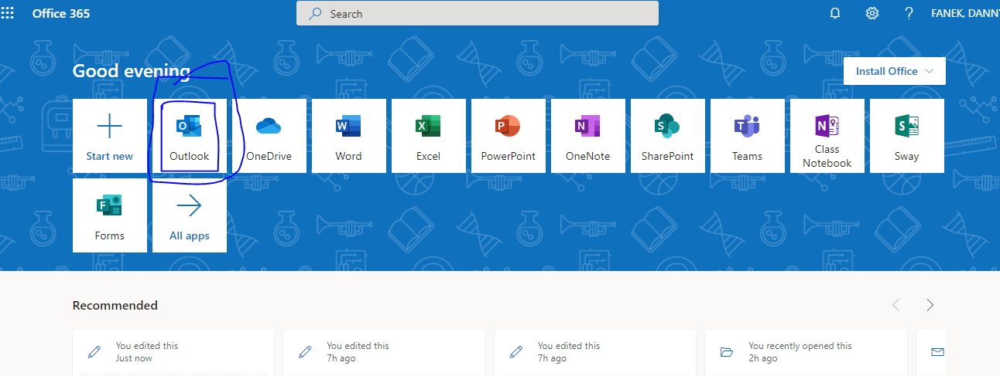 Office 365
Search
FANEK, DANNY
Good evening
Install Office
Start new
Outlook
OneDrive
Word
Excel
PowerPoint
OneNote
SharePoint
Teams
Class
Notebook
Sway
Forms
All apps
Recommended
You edited this
Just now
You edited this
7h ago
You edited this
7h ago
You recently opened this
2h ago